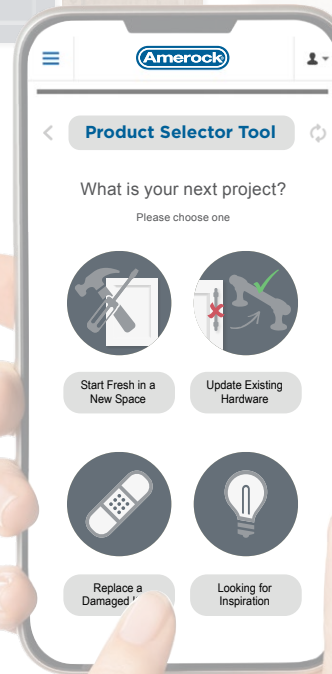 Amerock
Product Selector Tool
What is your next project?
Please choose one
Start Fresh in a
New Space
Update Existing
Hardware
Replace a
Damaged
Looking for
Inspiration